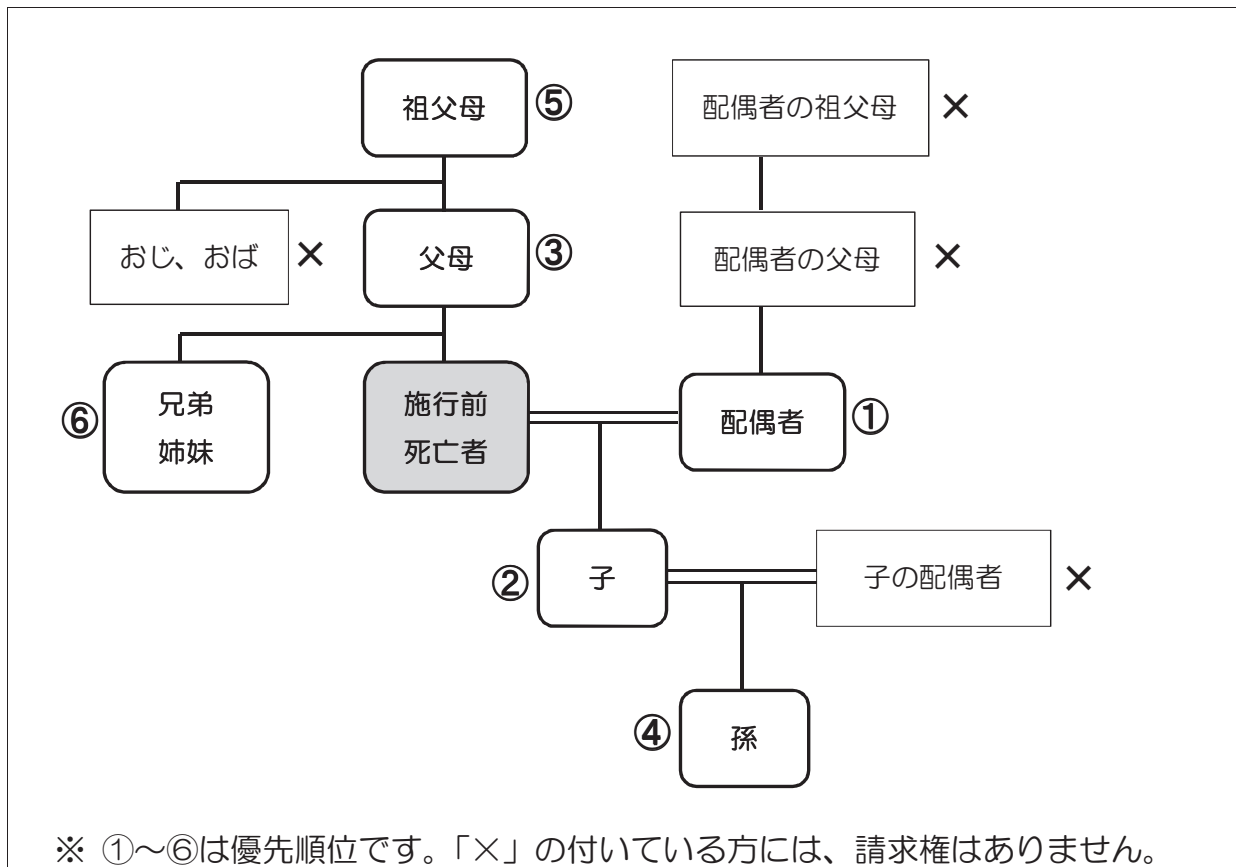 祖父母 ⑤
配偶者の祖父母 ×
おじ、おば ×
父母 ③
配偶者の父母 ×
⑥ 兄弟
姉妹
施行前
死亡者
配偶者 ①
② 子
子の配偶者 ×
④ 孫
※ ①～⑥は優先順位です。「×」の付いている方には、請求権はありません。